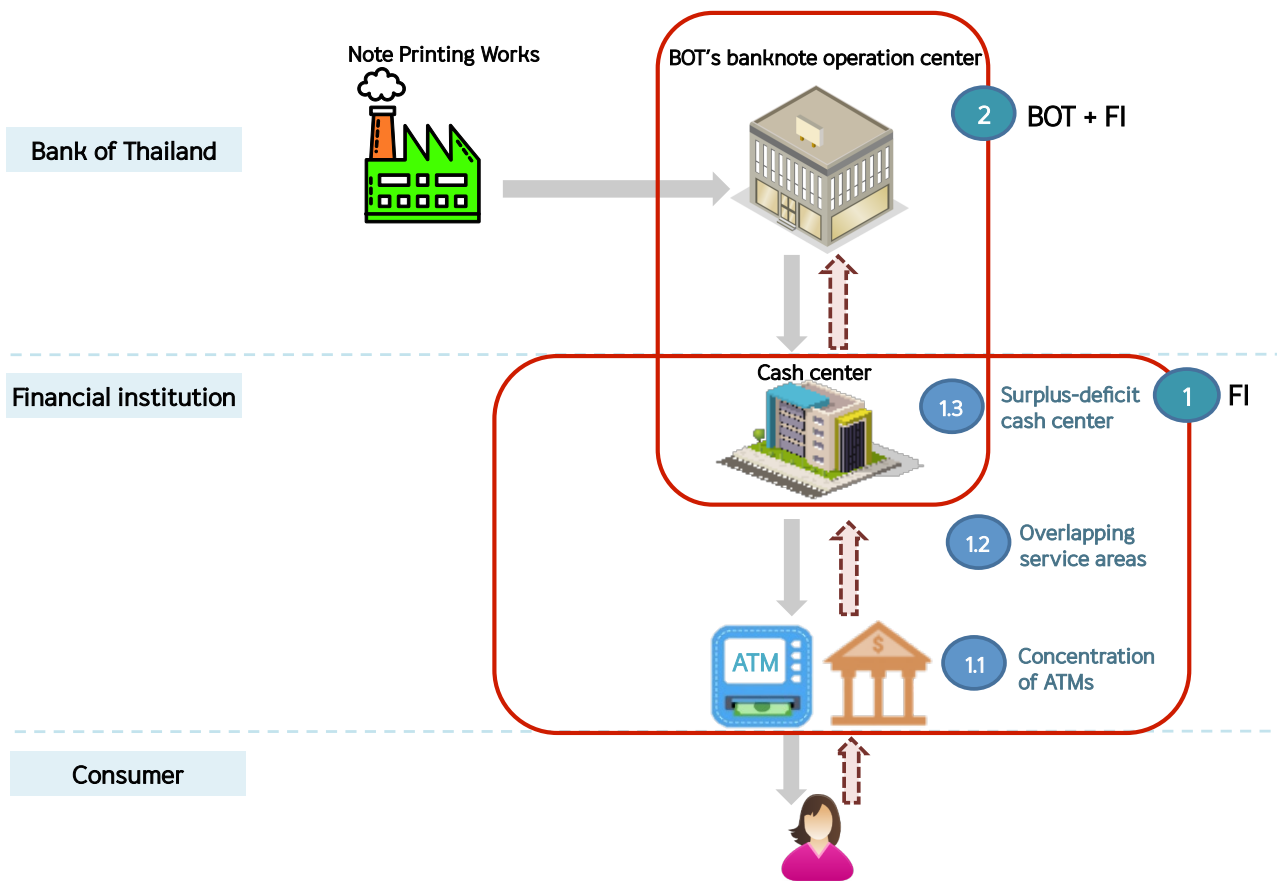 Note Printing Works
BOT's banknote operation center
2
BOT + FI
Bank of Thailand
Financial institution
Cash center
1.3
Surplus-deficit
cash center
1
FI
1.2
Overlapping
service areas
ATM
$
1.1
Concentration
of ATMs
Consumer